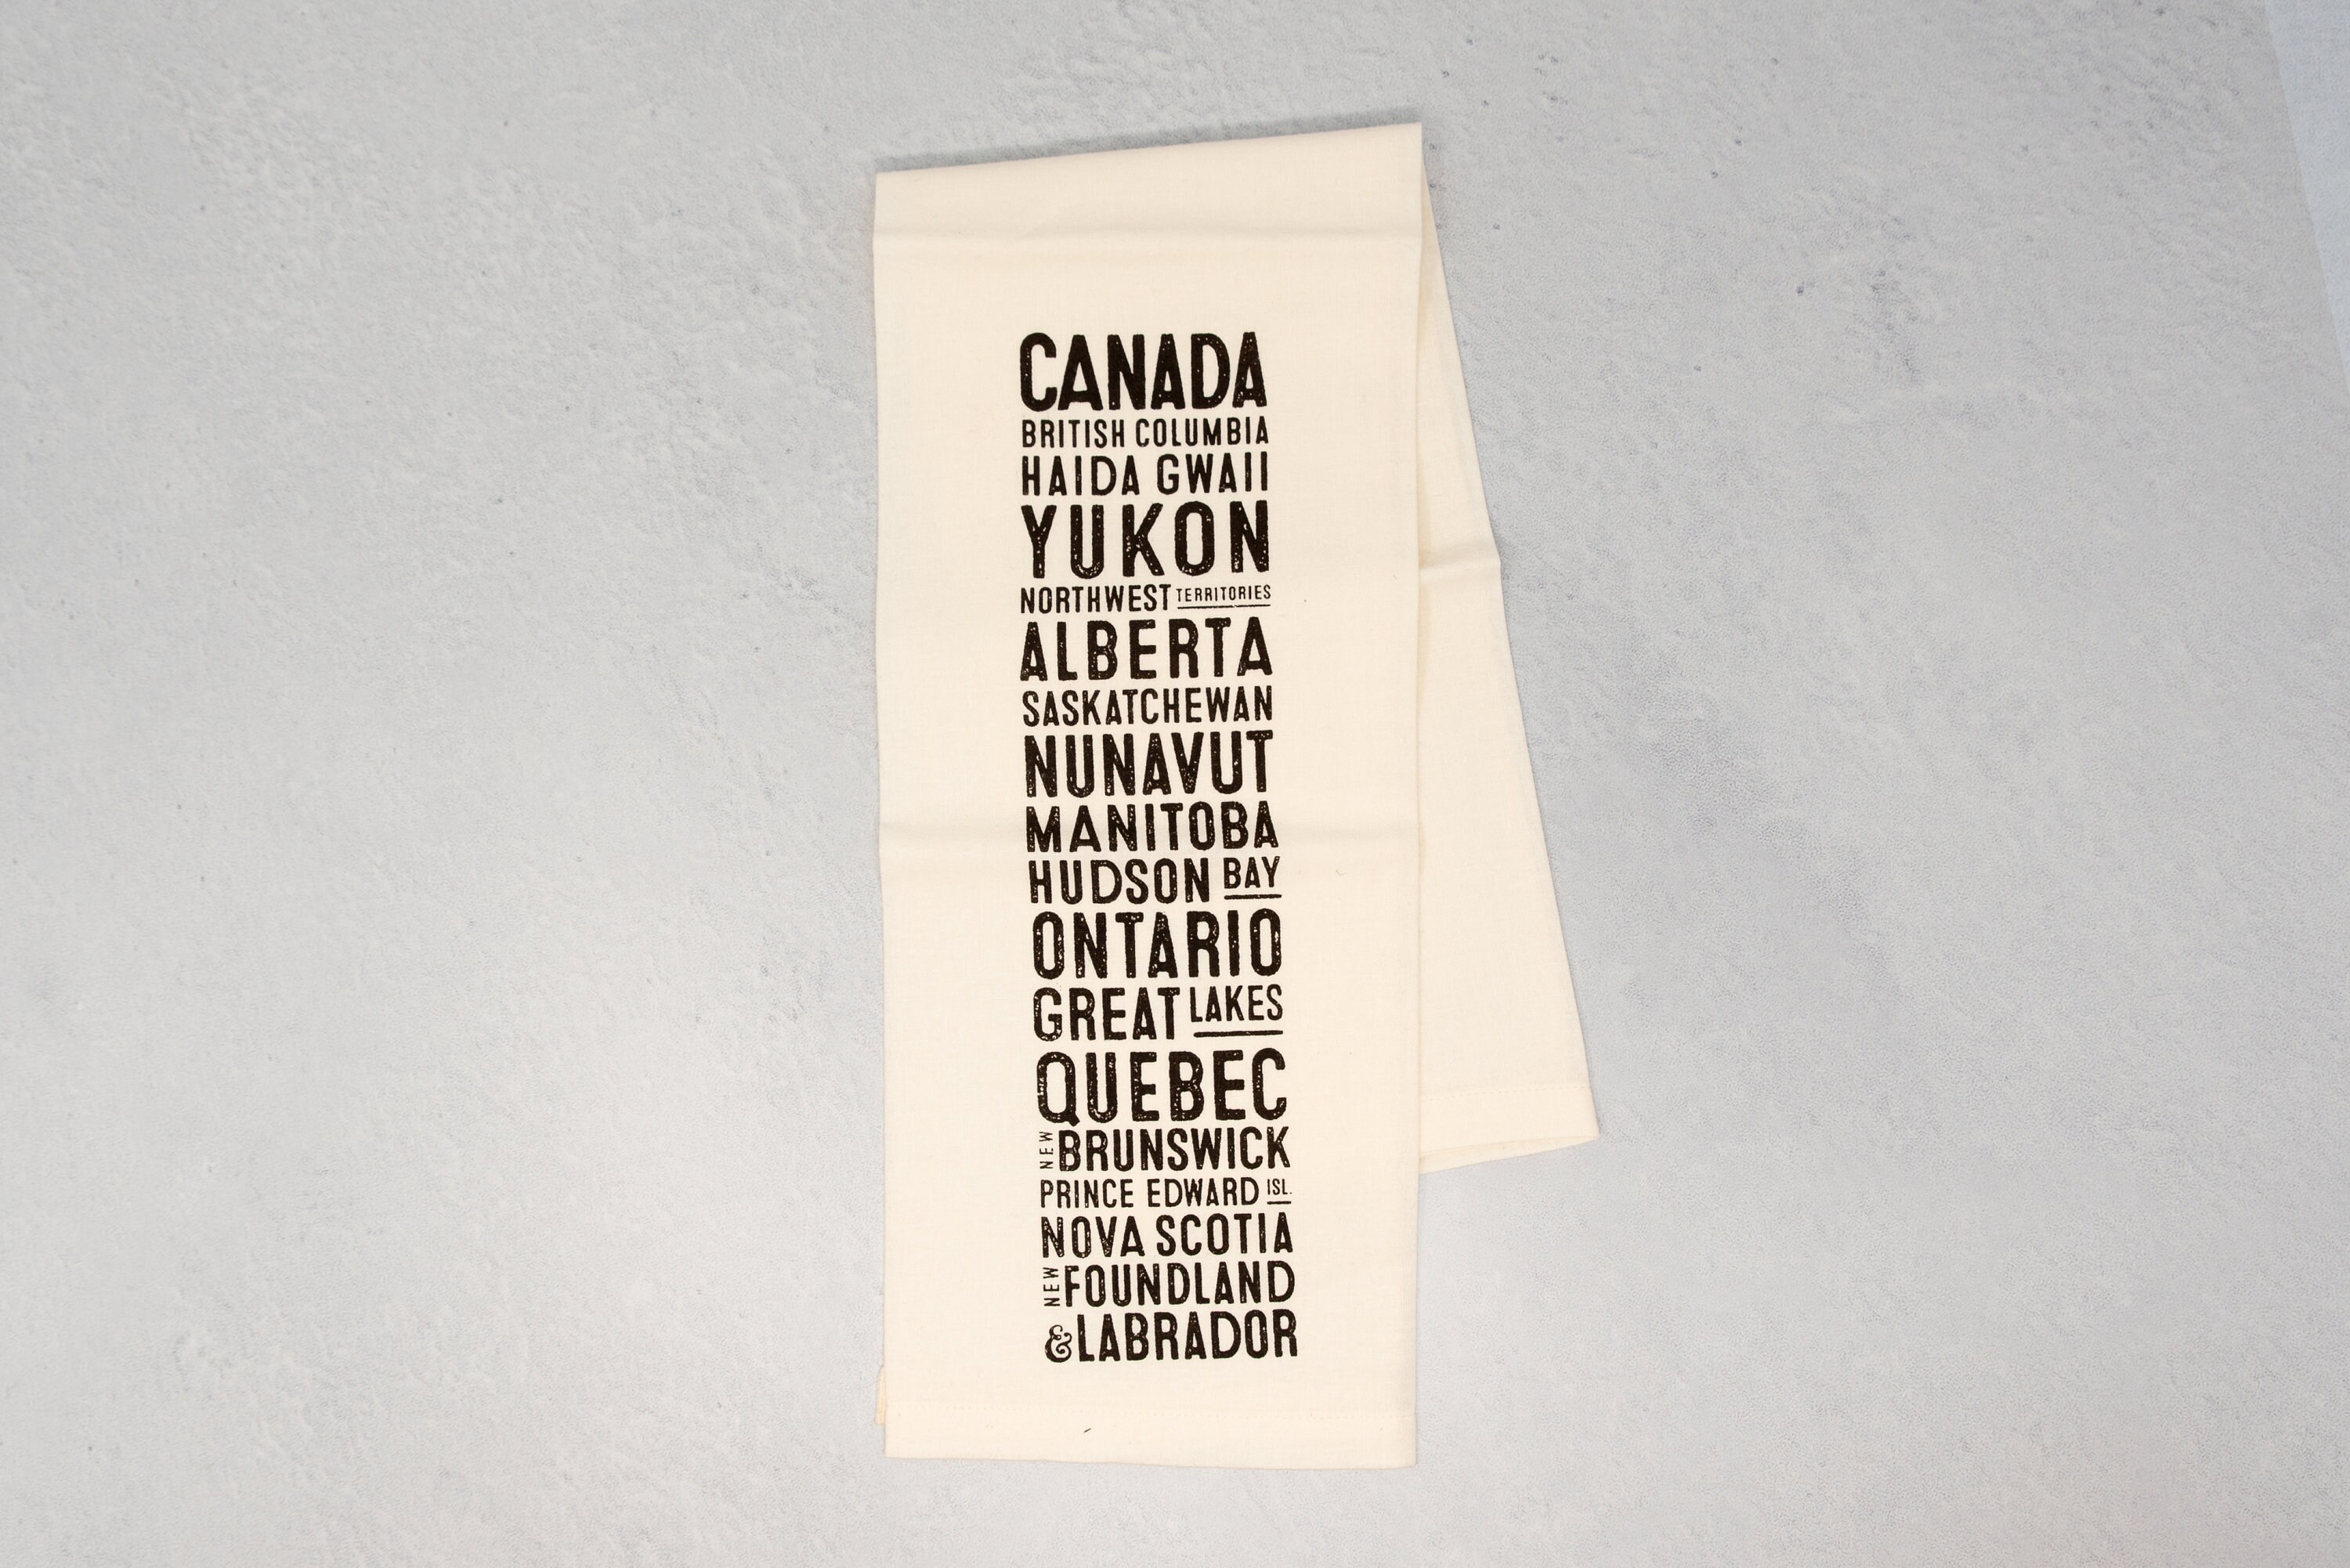 CANADA
BRITISH COLUMBIA
HAIDA GWAII
YUKON
NORTHWEST TERRITORIES
ALBERTA
SASKATCHEWAN
NUNAVUT
MANITOBA
HUDSON BAY
ONTARIO
GREAT LAKES
QUEBEC
NEW BRUNSWICK
PRINCE EDWARD ISL.
NOVA SCOTIA
NEW FOUNDLAND
& LABRADOR